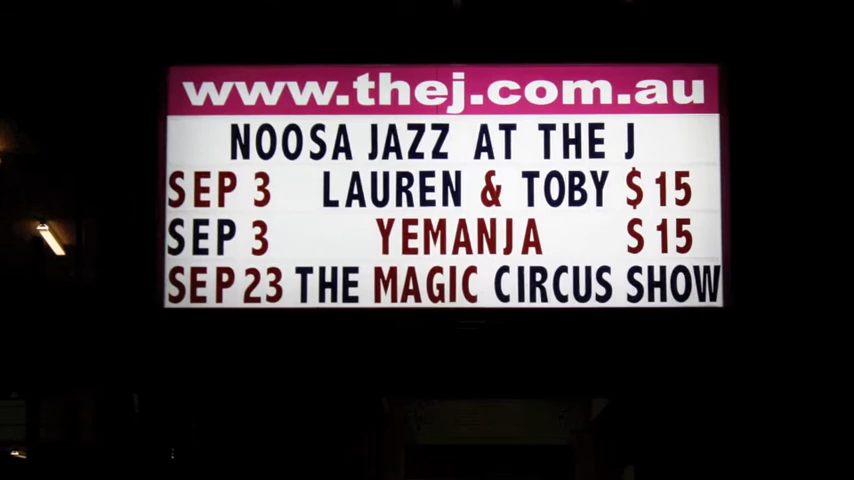 www.thej.com.au
NOOSA JAZZ AT THE J
SEP 3 LAUREN & TOBY $15
SEP 3 YEMANJA S15
SEP 23 THE MAGIC CIRCUS SHOW